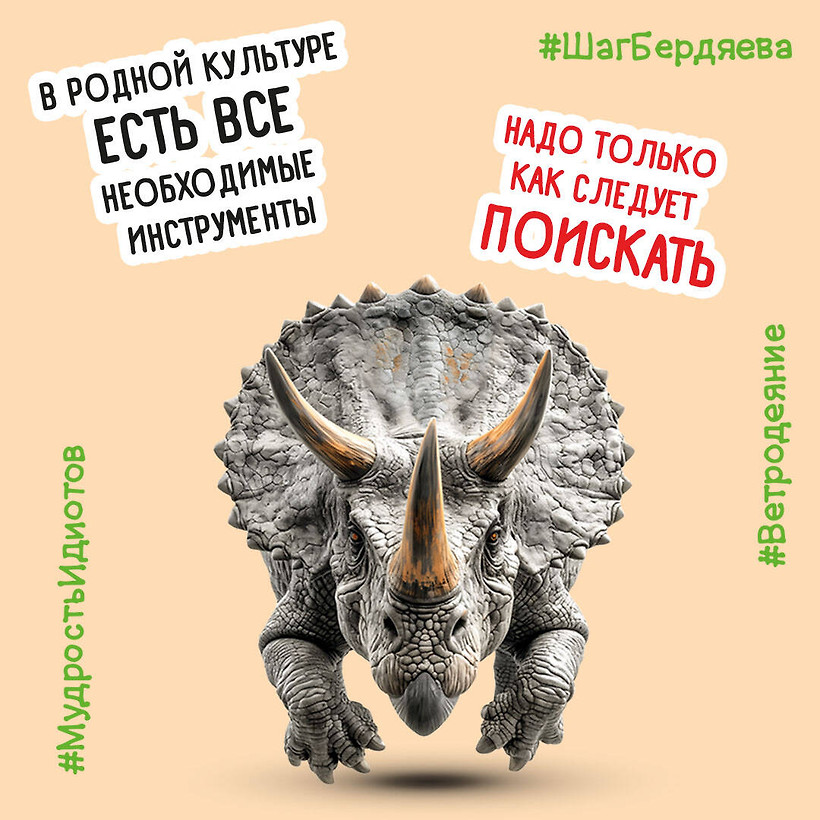 #ШагБердяева
В РОДНОЙ КУЛЬТУРЕ
ЕСТЬ ВСЕ
НЕОБХОДИМЫЕ
ИНСТРУМЕНТЫ
НАДО ТОЛЬКО
КАК СЛЕДУЕТ
ПОИСКАТЬ
#МудростьИдиотов
#Ветродеяние